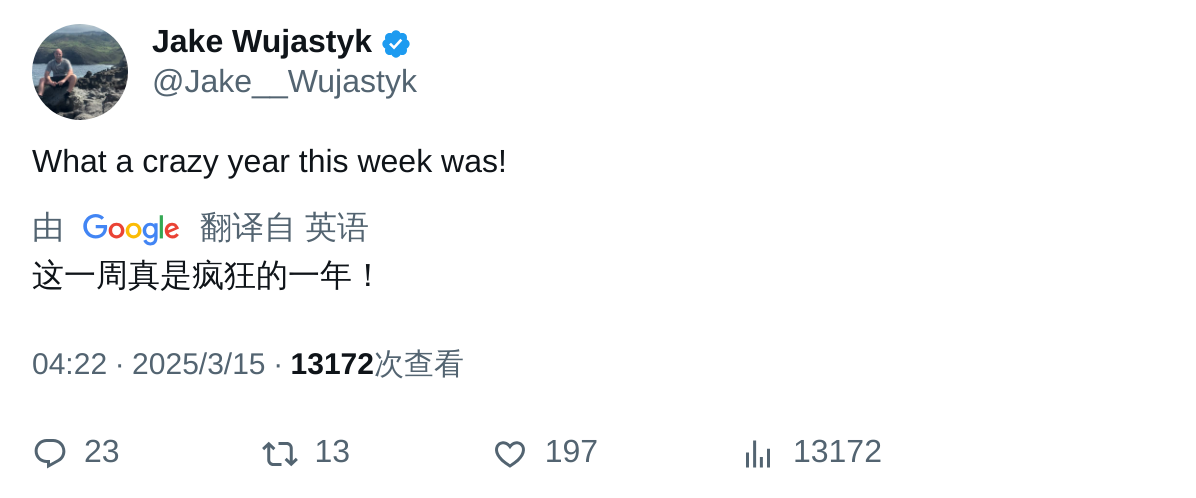 Jake Wujastyk
@Jake__Wujastyk
What a crazy year this week was!
由 Google 翻译自 英语
这一周真是疯狂的一年！
04:22 · 2025/3/15 · 13172次查看
23 13 197 13172